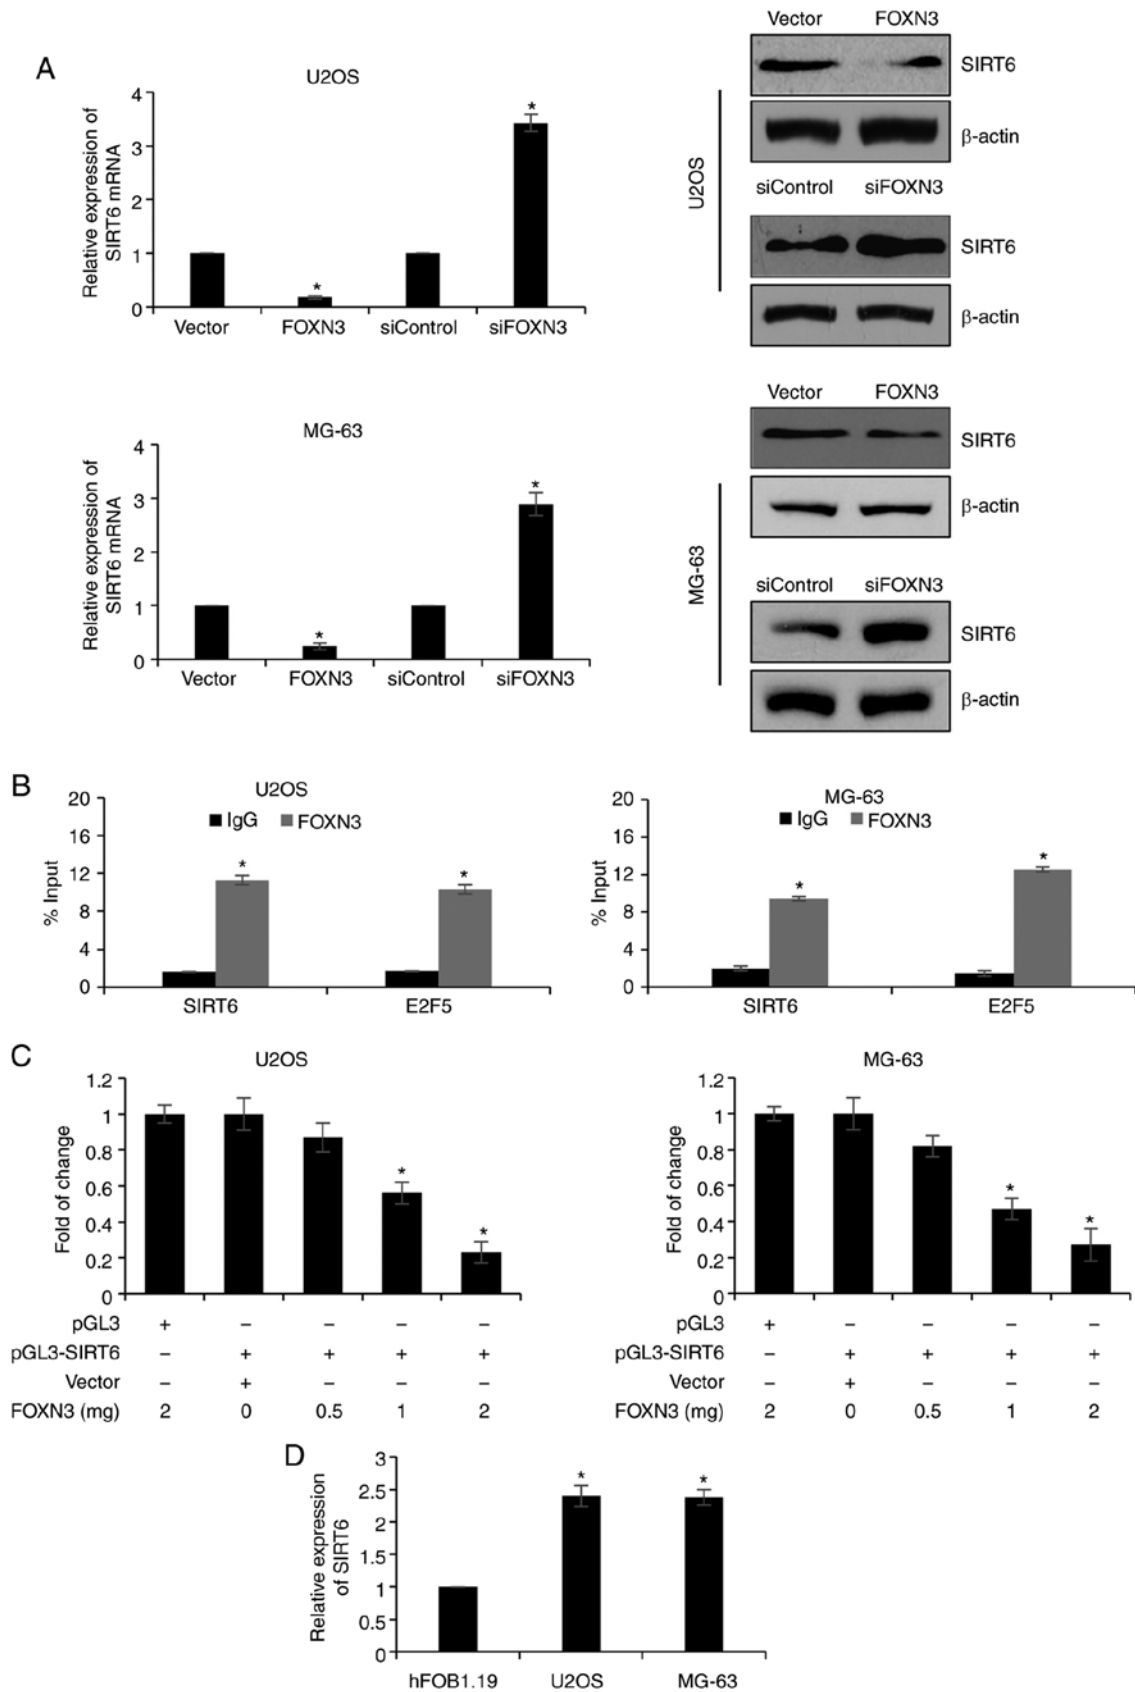 A
U2OS
Relative expression of
SIRT6 mRNA
4
3
2
1
0
*
*
Vector FOXN3 siControl siFOXN3
MG-63
Relative expression of
SIRT6 mRNA
4
3
2
1
0
*
*
Vector FOXN3 siControl siFOXN3
U2OS
Vector FOXN3
SIRT6
β-actin
siControl siFOXN3
SIRT6
β-actin
MG-63
Vector FOXN3
SIRT6
β-actin
siControl siFOXN3
SIRT6
β-actin
B
U2OS
IgG FOXN3
% Input
20
16
12
8
4
0
*
*
SIRT6 E2F5
MG-63
IgG FOXN3
% Input
20
16
12
8
4
0
*
*
SIRT6 E2F5
C
U2OS
Fold of change
1.2
1
0.8
0.6
0.4
0.2
0
*
*
pGL3 + – – – –
pGL3-SIRT6 – + + + +
Vector – + – – –
FOXN3 (mg) 2 0 0.5 1 2
MG-63
Fold of change
1.2
1
0.8
0.6
0.4
0.2
0
*
*
pGL3 + – – – –
pGL3-SIRT6 – + + + +
Vector – + – – –
FOXN3 (mg) 2 0 0.5 1 2
D
Relative expression
of SIRT6
3
2.5
2
1.5
1
0.5
0
*
*
hFOB1.19 U2OS MG-63